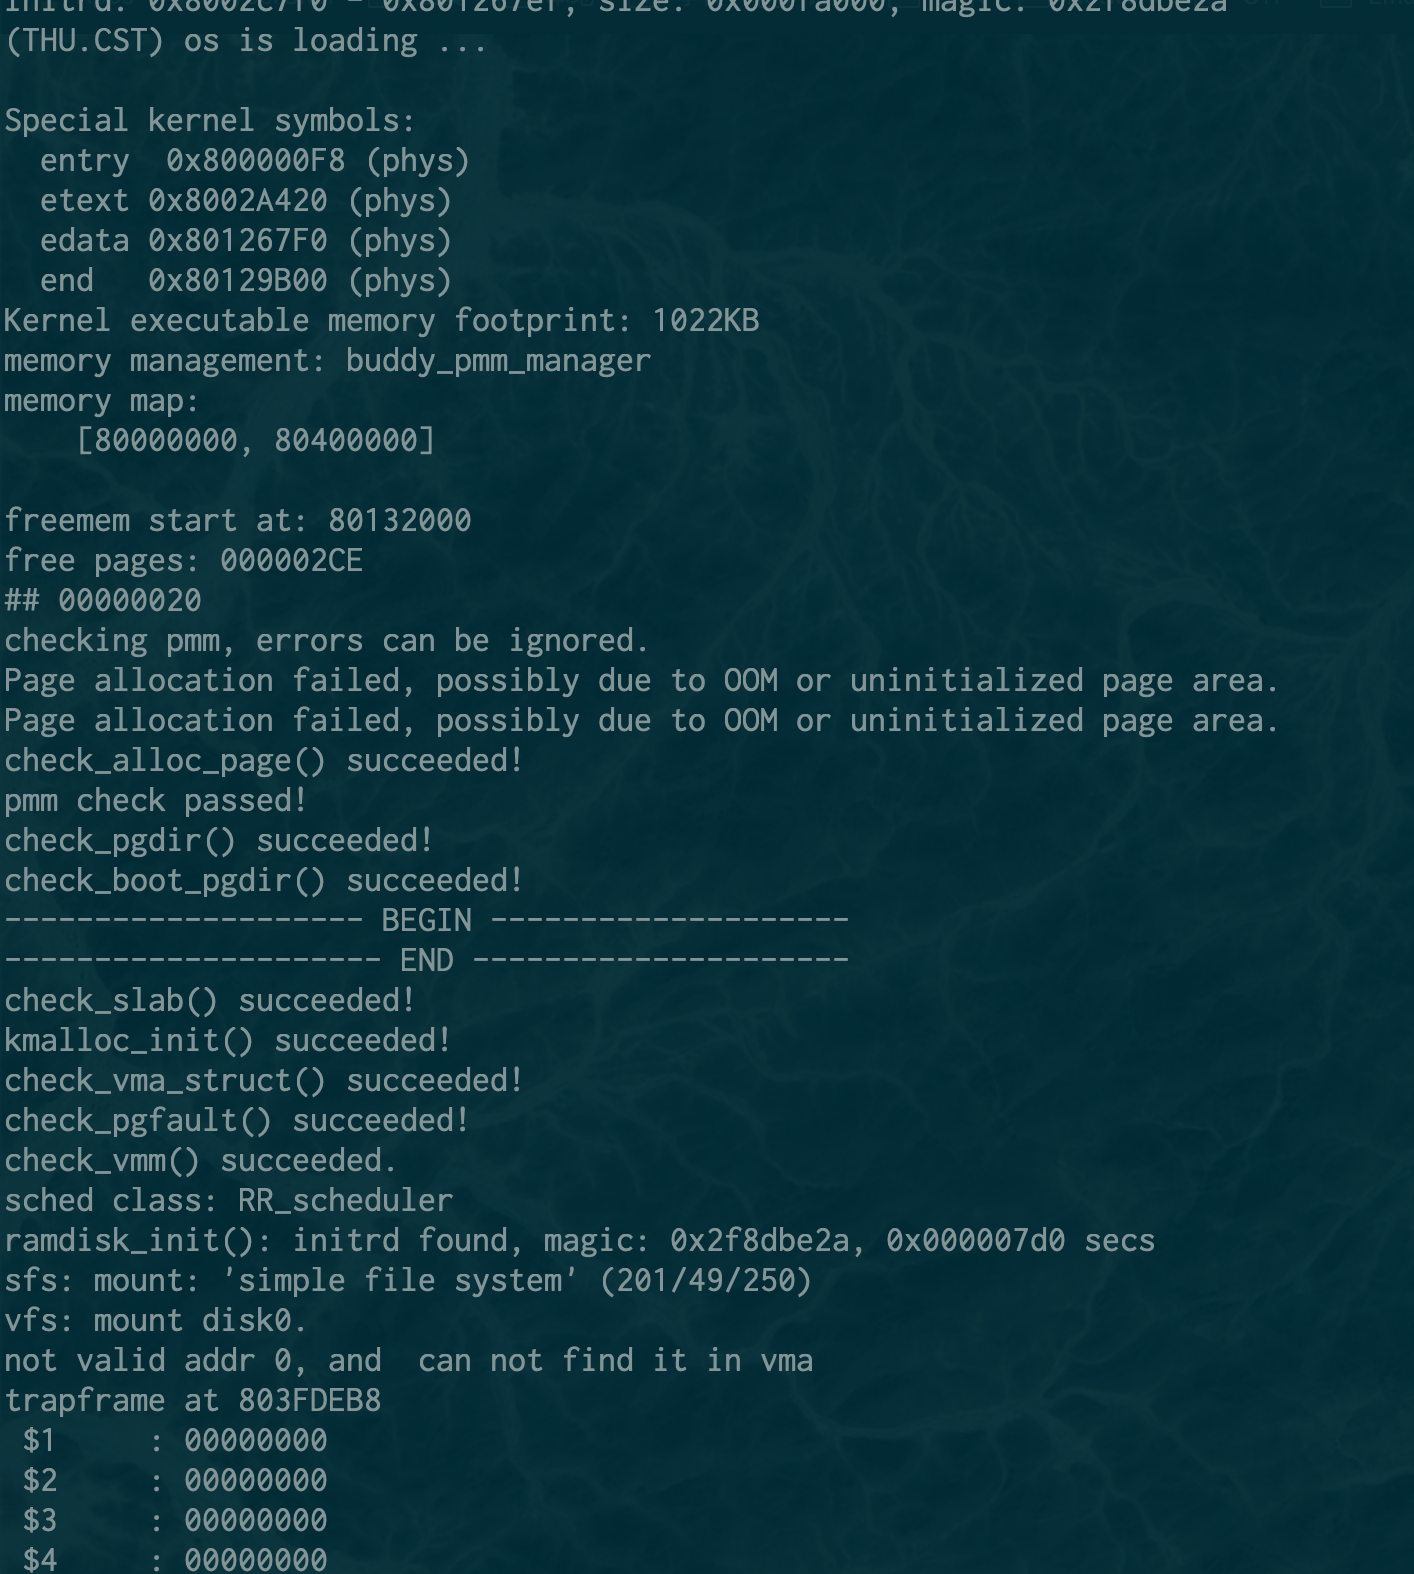 initrd: 0x8002c7f0 - 0x801267ef, size: 0x000fa000, magic: 0x2f8dbe2a
(THU.CST) os is loading ...
Special kernel symbols:
  entry  0x800000F8 (phys)
  etext 0x8002A420 (phys)
  edata 0x801267F0 (phys)
  end   0x80129B00 (phys)
Kernel executable memory footprint: 1022KB
memory management: buddy_pmm_manager
memory map:
    [80000000, 80400000]
freemem start at: 80132000
free pages: 000002CE
## 00000020
checking pmm, errors can be ignored.
Page allocation failed, possibly due to OOM or uninitialized page area.
Page allocation failed, possibly due to OOM or uninitialized page area.
check_alloc_page() succeeded!
pmm check passed!
check_pgdir() succeeded!
check_boot_pgdir() succeeded!
-------------------- BEGIN --------------------
--------------------- END ---------------------
check_slab() succeeded!
kmalloc_init() succeeded!
check_vma_struct() succeeded!
check_pgfault() succeeded!
check_vmm() succeeded.
sched class: RR_scheduler
ramdisk_init(): initrd found, magic: 0x2f8dbe2a, 0x000007d0 secs
sfs: mount: 'simple file system' (201/49/250)
vfs: mount disk0.
not valid addr 0, and  can not find it in vma
trapframe at 803FDEB8
 $1     : 00000000
 $2     : 00000000
 $3     : 00000000
 $4     : 00000000